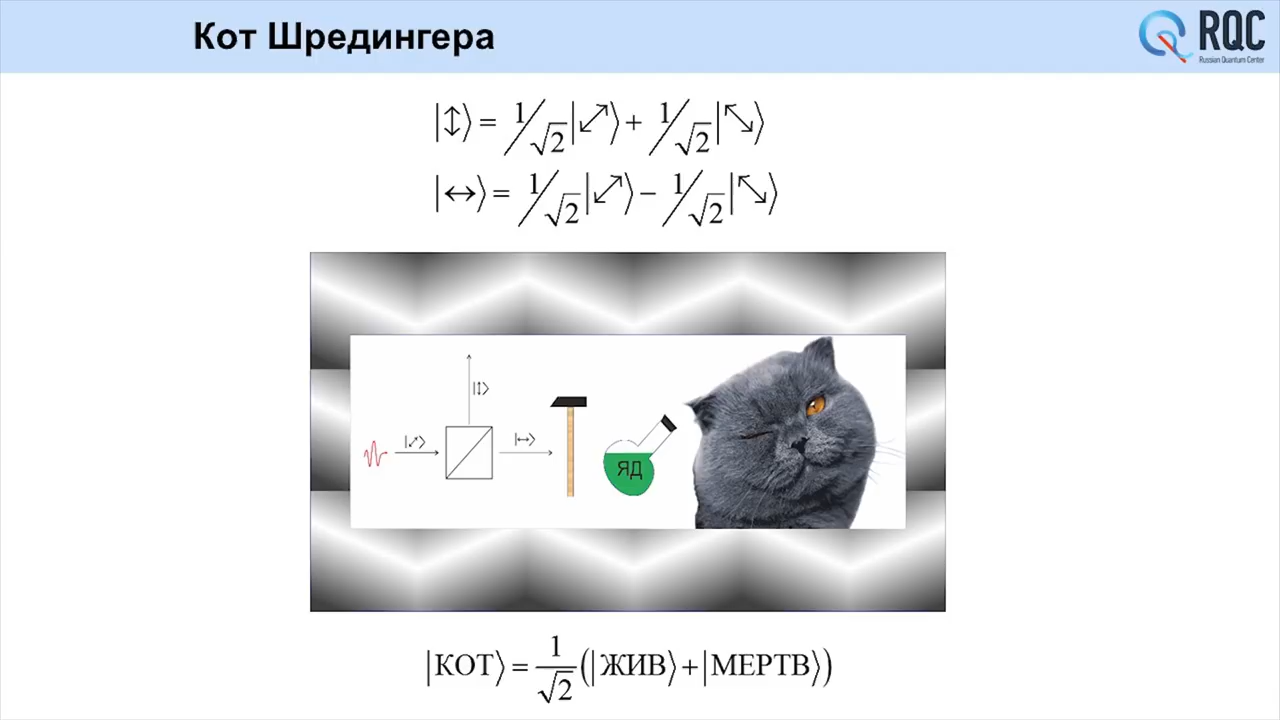 Кот Шредингера
RQC
Russian Quantum Center
|↕⟩ = 1/√2|⤢⟩ + 1/√2|⤡⟩
|↔⟩ = 1/√2|⤢⟩ − 1/√2|⤡⟩
|↕⟩
|⤢⟩
|↔⟩
ЯД
|КОТ⟩ = 1/√2 (|ЖИВ⟩ + |МЕРТВ⟩)